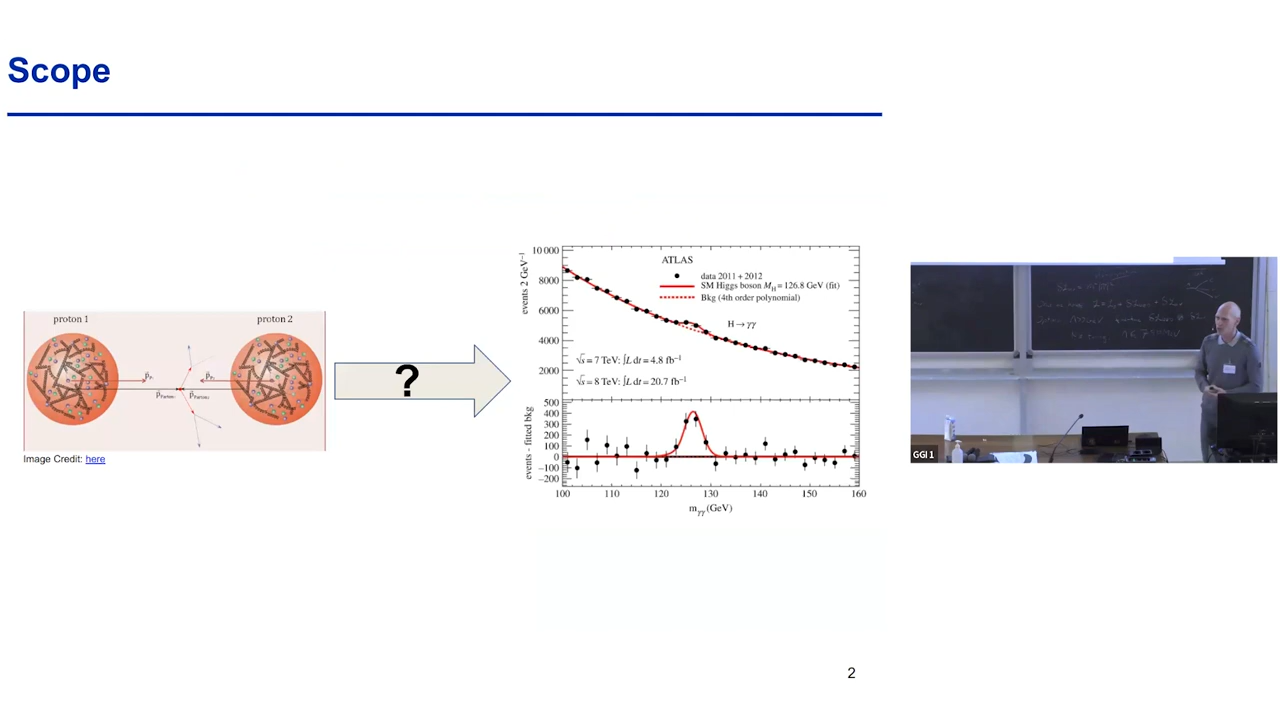 Scope
proton 1
proton 2
Image Credit: here
?
10 000
8000
6000
4000
2000
events 2 GeV⁻¹
ATLAS
data 2011 + 2012
SM Higgs boson M_H = 126.8 GeV (fit)
Bkg (4th order polynomial)
H → γγ
√s = 7 TeV: ∫L dt = 4.8 fb⁻¹
√s = 8 TeV: ∫L dt = 20.7 fb⁻¹
500
400
300
200
100
0
−100
−200
events - fitted bkg
100 110 120 130 140 150 160
m_γγ (GeV)
GGI 1
2